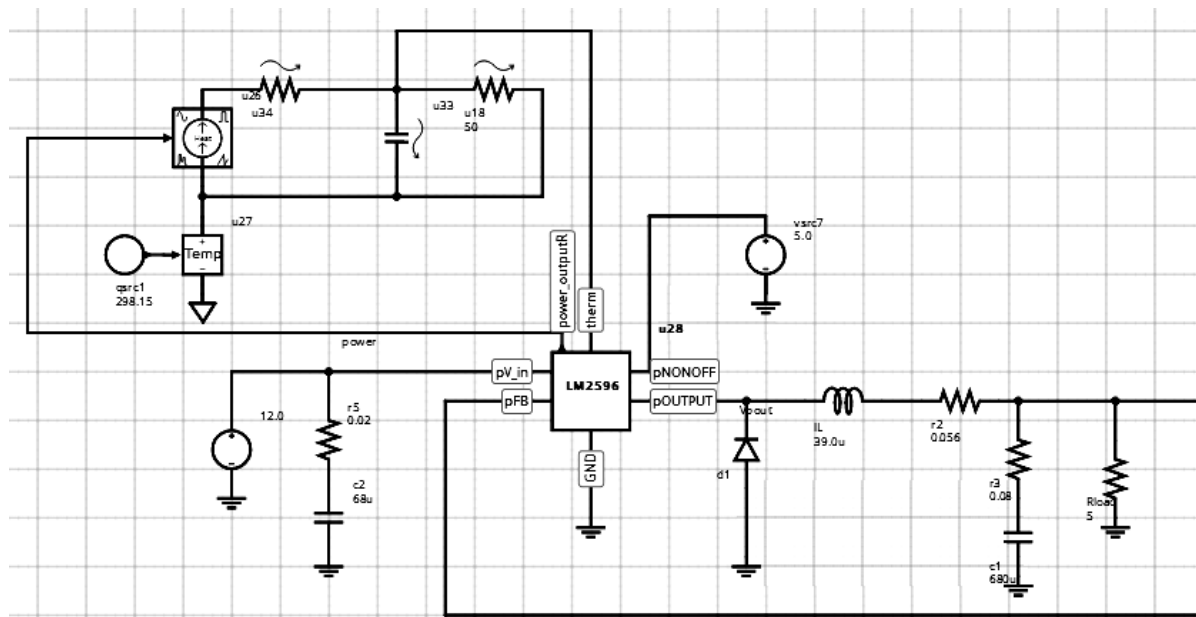 u26
u34
u33
u18
50
Heat
u27
Temp
qsrc1
298.15
vsrc7
5.0
power_outputR
therm
u28
power
pV_in
LM2596
pNONOFF
pFB
pOUTPUT
GND
12.0
r5
0.02
c2
68u
d1
IL
39.0u
r2
0.056
r3
0.08
c1
680u
5